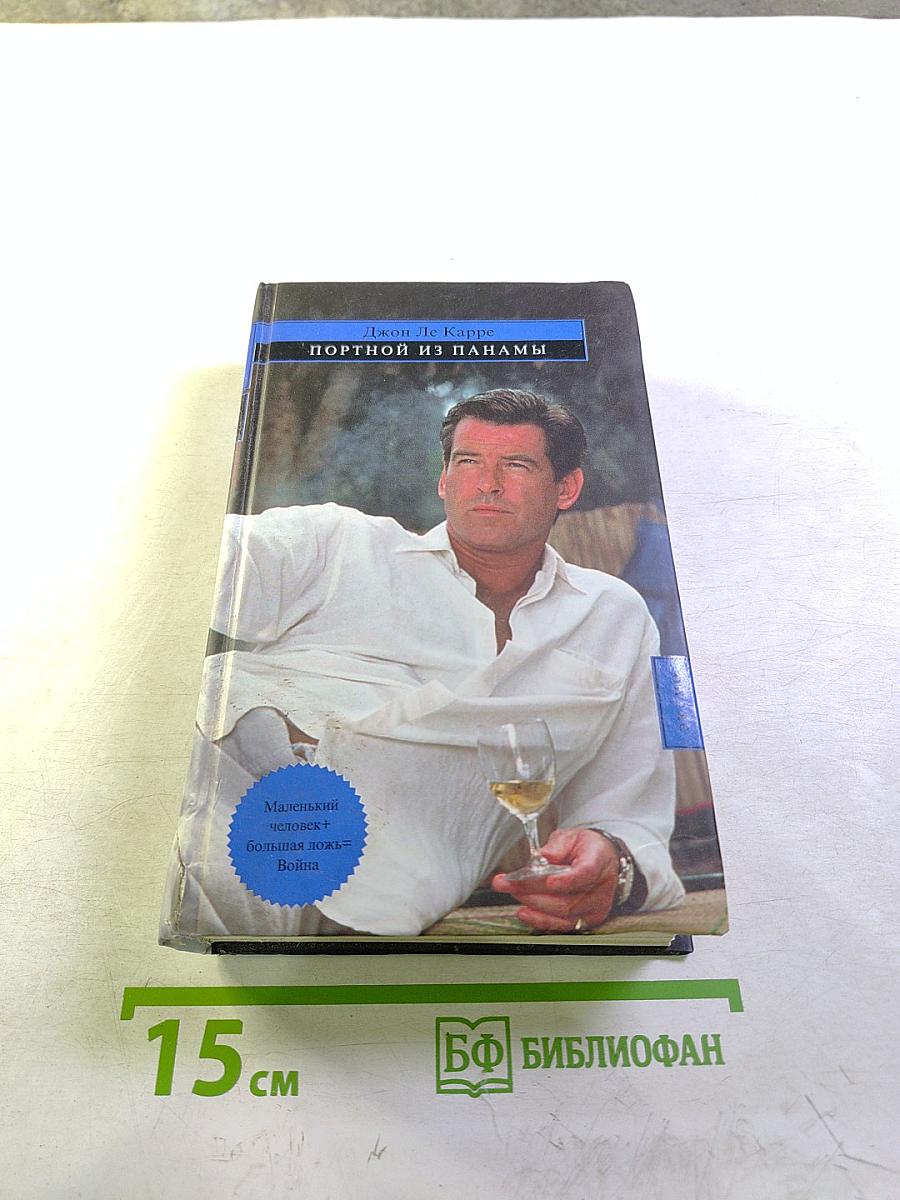 Джон Ле Карре
ПОРТНОЙ ИЗ ПАНАМЫ
Маленький
человек+
большая ложь=
Война
15 см
БФ БИБЛИОФАН